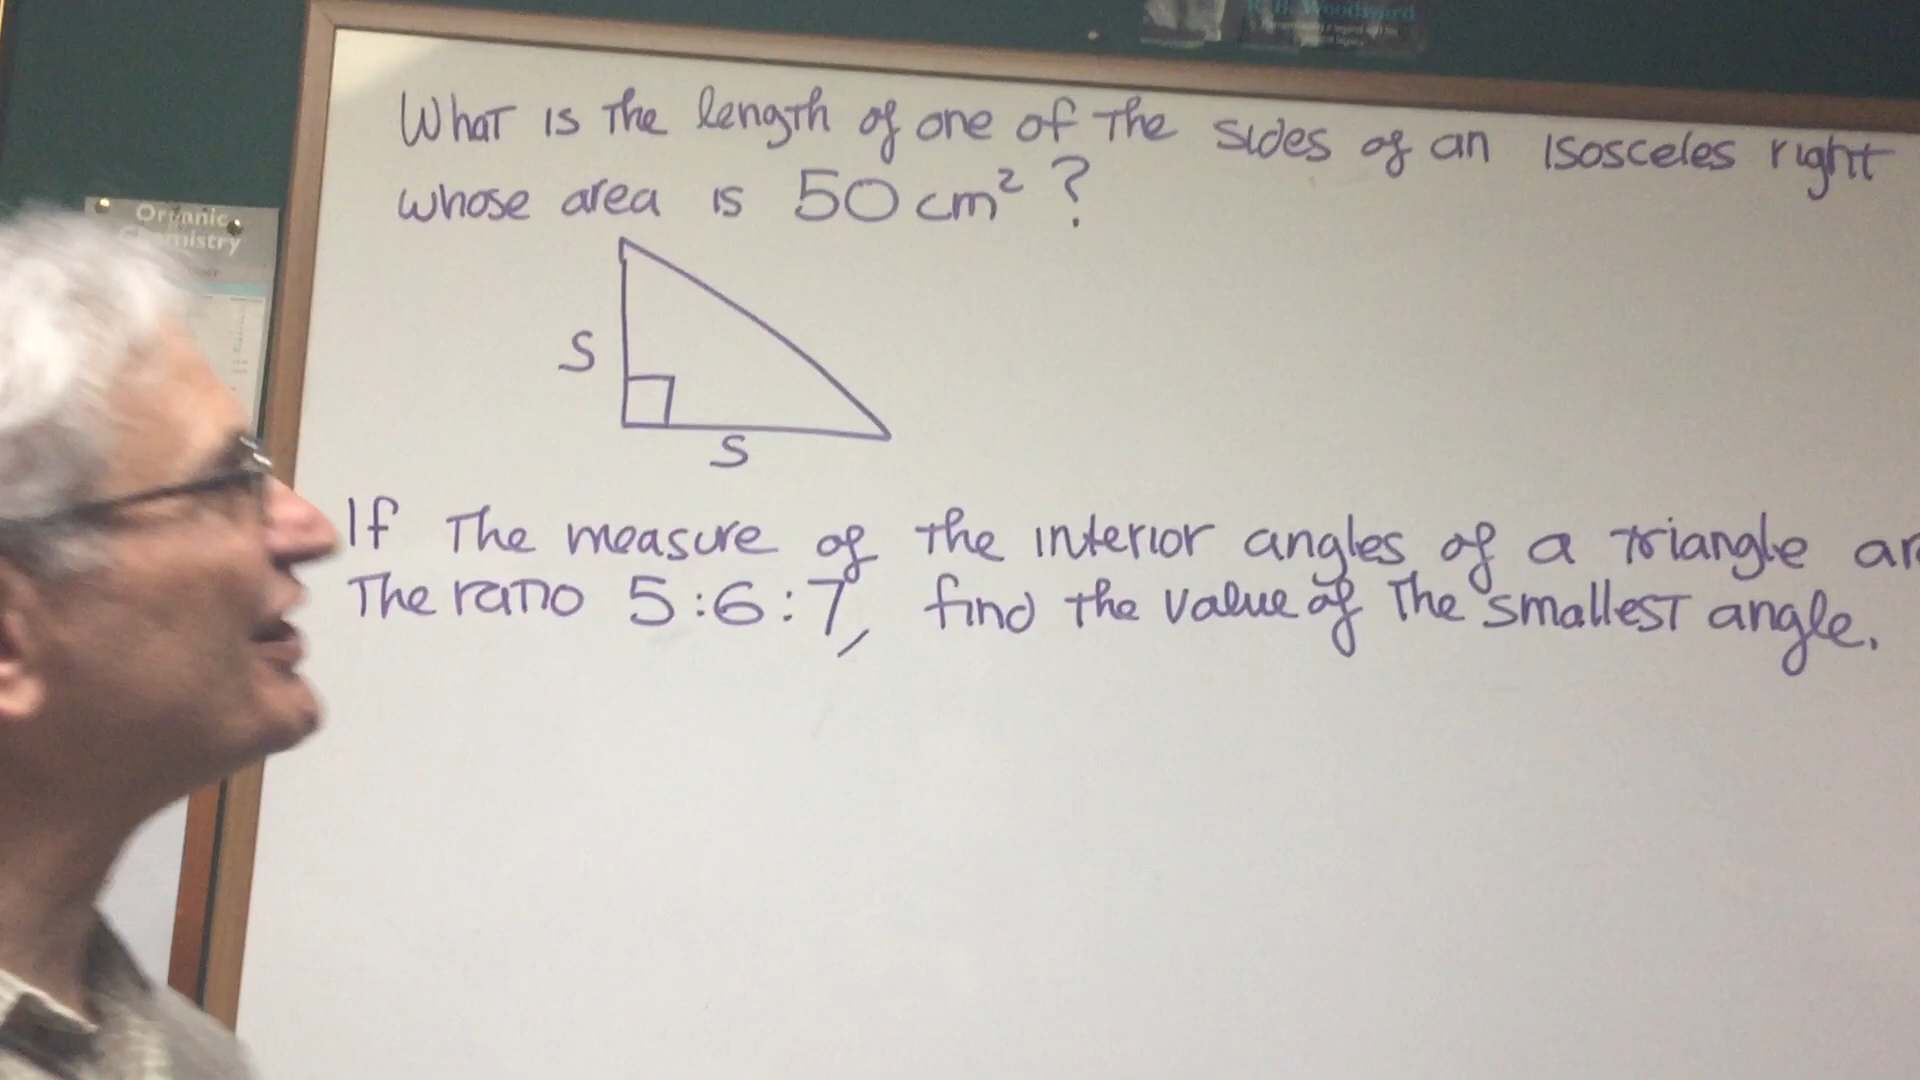 R. B. Woodward
What is the length of one of the sides of an isosceles right
whose area is 50 cm² ?
Organic
Chemistry
S
S
If the measure of the interior angles of a triangle ar
The ratio 5:6:7, find the value of the smallest angle.